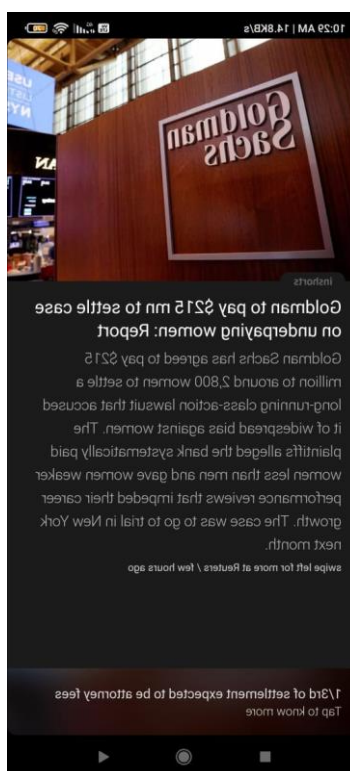 10:29 AM | 14.8KB/s
4G
Goldman
Sachs
inshorts
Goldman to pay $215 mn to settle case
on underpaying women: Report
Goldman Sachs has agreed to pay $215
million to around 2,800 women to settle a
long-running class-action lawsuit that accused
it of widespread bias against women. The
plaintiffs alleged the bank systematically paid
women less than men and gave women weaker
performance reviews that impeded their career
growth. The case was to go to trial in New York
next month.
swipe left for more at Reuters / few hours ago
1/3rd of settlement expected to be attorney fees
Tap to know more